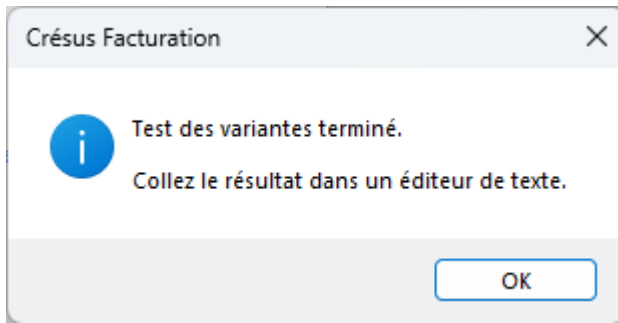 Crésus Facturation
Test des variantes terminé.
Collez le résultat dans un éditeur de texte.
OK